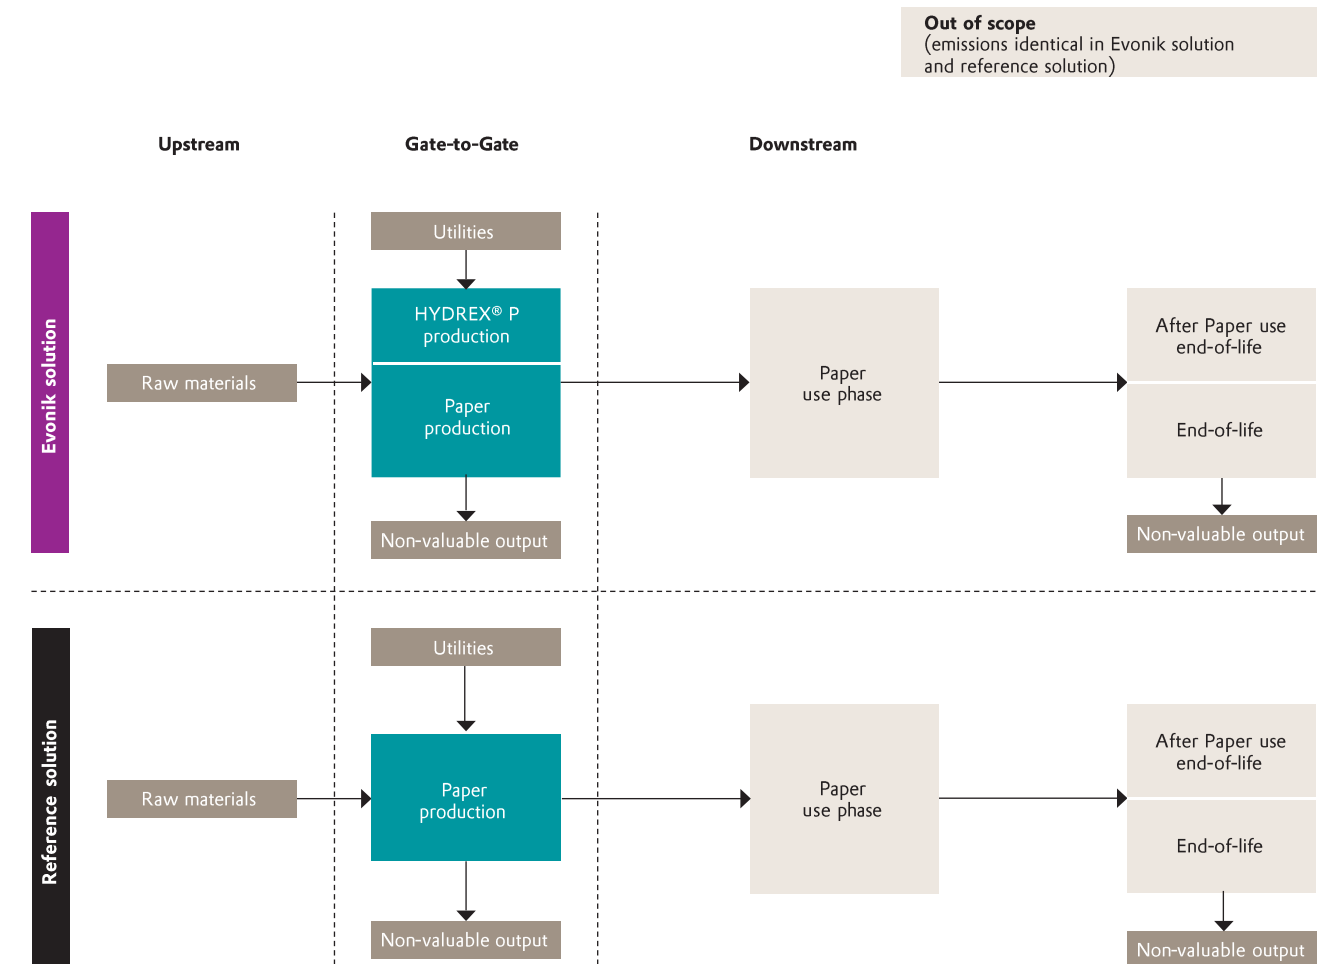 Out of scope
(emissions identical in Evonik solution
and reference solution)
Upstream
Gate-to-Gate
Downstream
Evonik solution
Utilities
HYDREX® P
production
Raw materials
Paper
production
Non-valuable output
Paper
use phase
After Paper use
end-of-life
End-of-life
Non-valuable output
Reference solution
Utilities
Raw materials
Paper
production
Non-valuable output
Paper
use phase
After Paper use
end-of-life
End-of-life
Non-valuable output